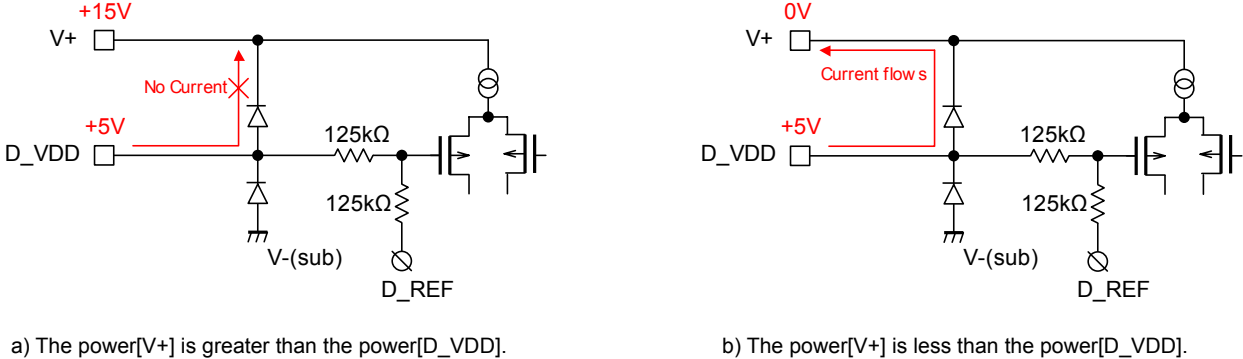 +15V
V+
No Current
+5V
D_VDD
125kΩ
125kΩ
V-(sub)
D_REF
a) The power[V+] is greater than the power[D_VDD].
0V
V+
Current flows
+5V
D_VDD
125kΩ
125kΩ
V-(sub)
D_REF
b) The power[V+] is less than the power[D_VDD].